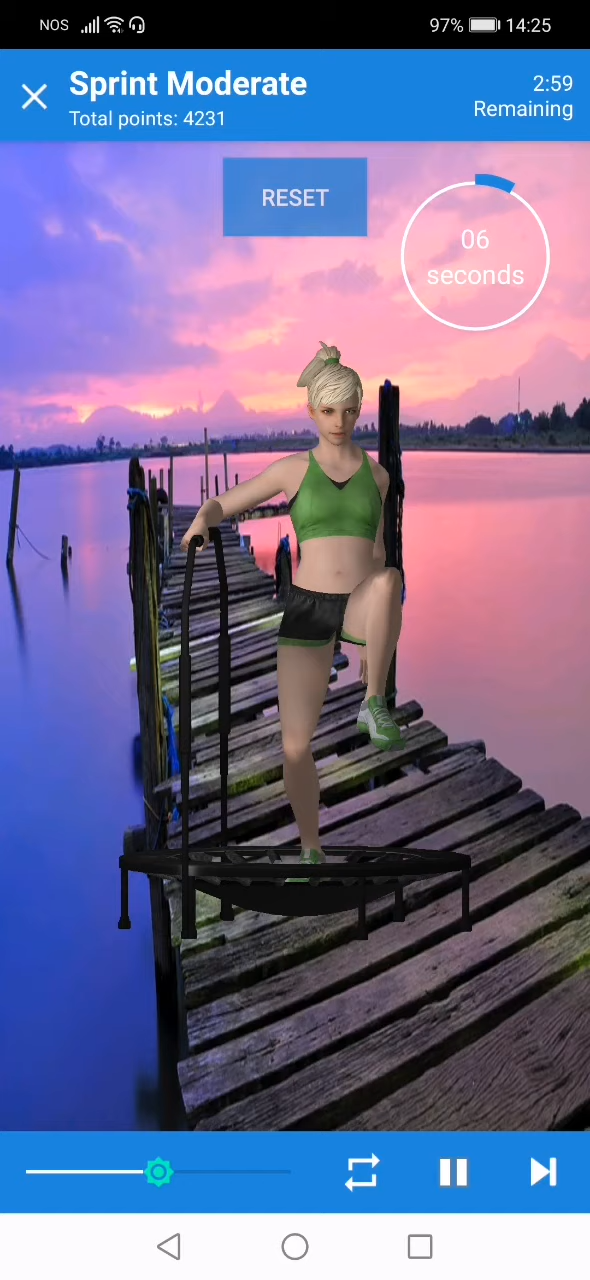 NOS 97% 14:25
Sprint Moderate
Total points: 4231
2:59
Remaining
RESET
06
seconds